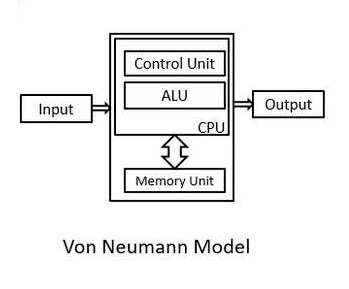 Control Unit
ALU
Input
Output
CPU
Memory Unit
Von Neumann Model